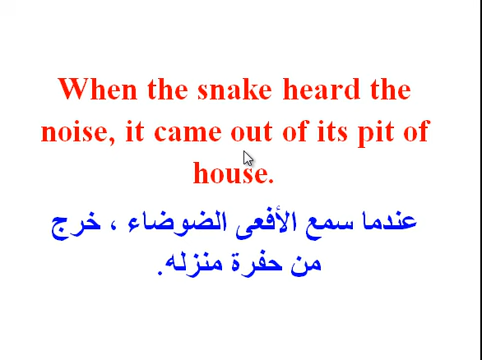 When the snake heard the
noise, it came out of its pit of
house.
عندما سمع الأفعى الضوضاء ، خرج
من حفرة منزله.